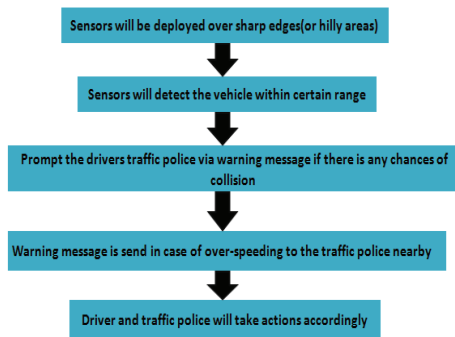 Sensors will be deployed over sharp edges(or hilly areas)
Sensors will detect the vehicle within certain range
Prompt the drivers traffic police via warning message if there is any chances of
collision
Warning message is send in case of over-speeding to the traffic police nearby
Driver and traffic police will take actions accordingly